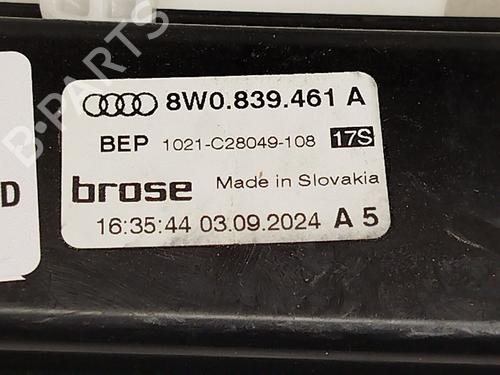 8W0.839.461 A
BEP 1021-C28049-108 17S
brose Made in Slovakia
16:35:44 03.09.2024 A 5
D
B-PARTS